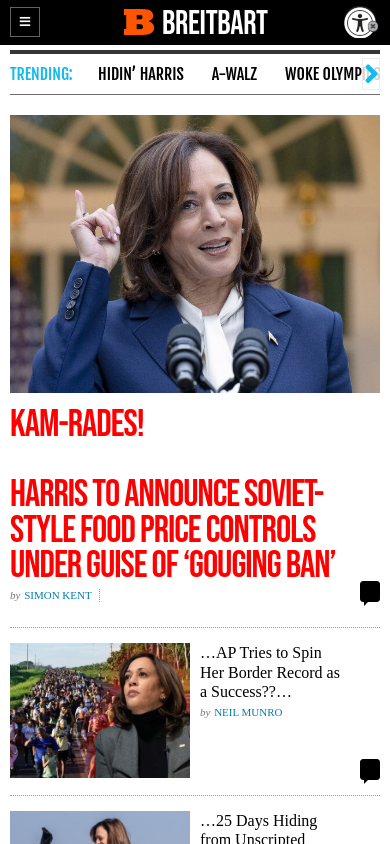 BREITBART
TRENDING: HIDIN' HARRIS A-WALZ WOKE OLYMP
KAM-RADES!
HARRIS TO ANNOUNCE SOVIET-
STYLE FOOD PRICE CONTROLS
UNDER GUISE OF ‘GOUGING BAN’
by SIMON KENT
…AP Tries to Spin
Her Border Record as
a Success??…
by NEIL MUNRO
…25 Days Hiding
from Unscripted